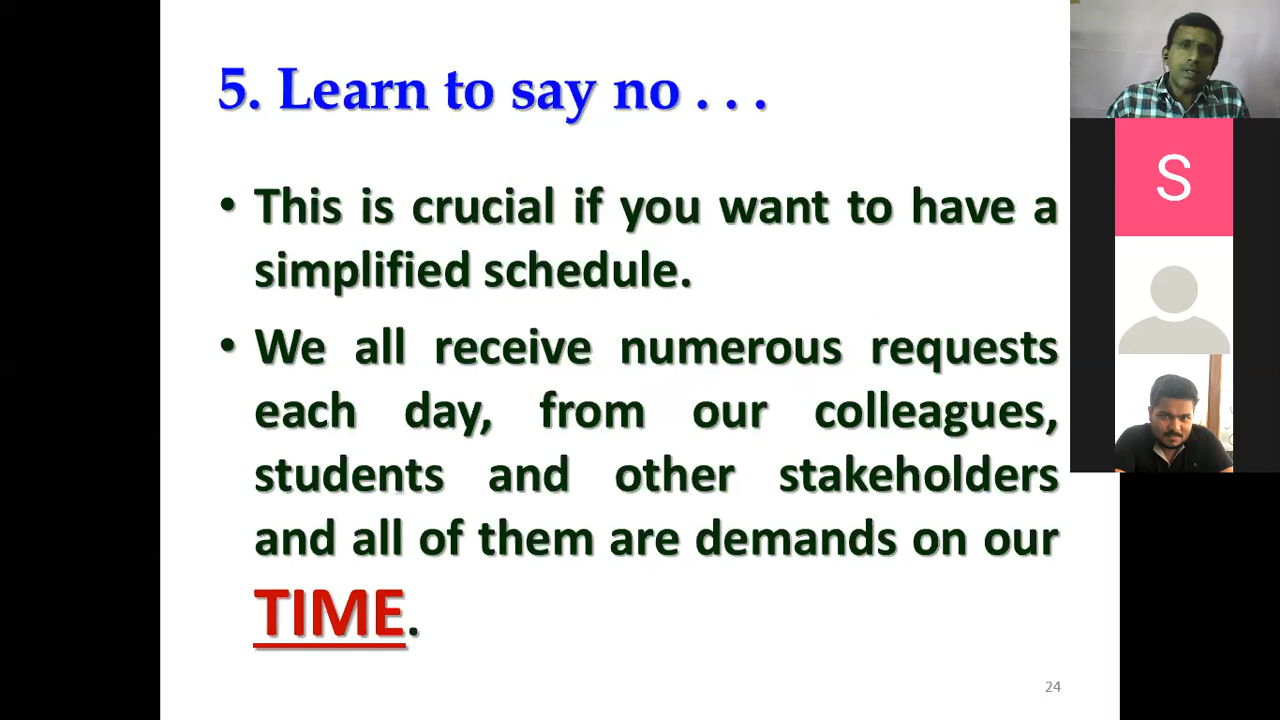 5. Learn to say no . . .
• This is crucial if you want to have a
simplified schedule.
• We all receive numerous requests
each day, from our colleagues,
students and other stakeholders
and all of them are demands on our
TIME.
24
S